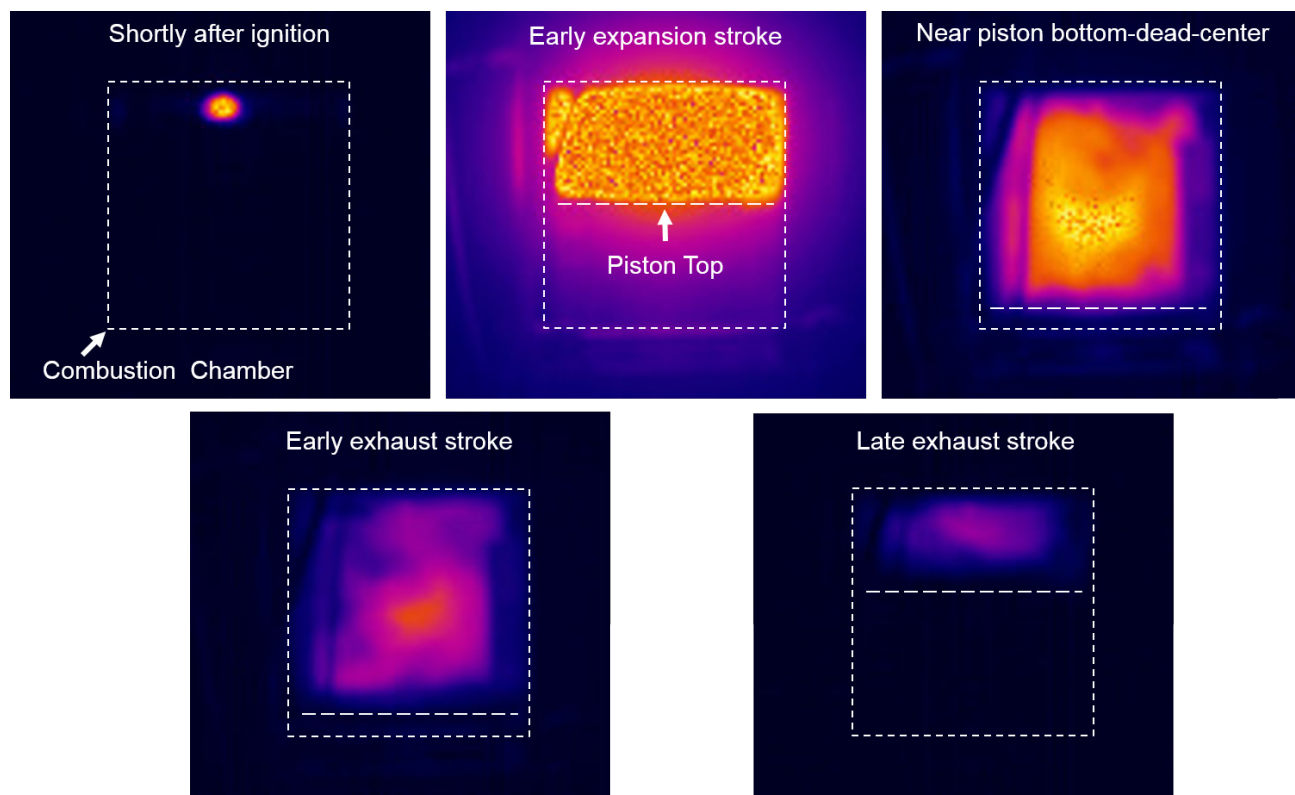 Shortly after ignition
Combustion Chamber
Early expansion stroke
Piston Top
Near piston bottom-dead-center
Early exhaust stroke
Late exhaust stroke